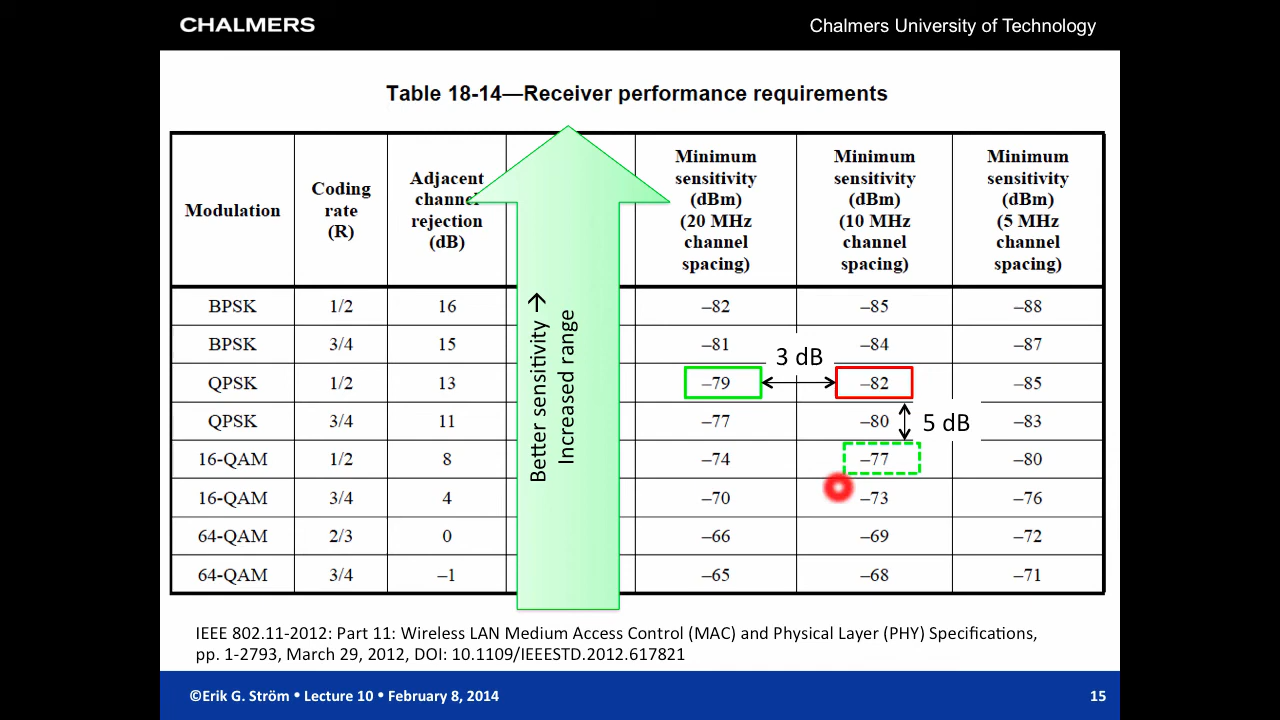 CHALMERS
Chalmers University of Technology
Table 18-14—Receiver performance requirements
Modulation
Coding
rate
(R)
Adjacent
channel
rejection
(dB)
Minimum
sensitivity
(dBm)
(20 MHz
channel
spacing)
Minimum
sensitivity
(dBm)
(10 MHz
channel
spacing)
Minimum
sensitivity
(dBm)
(5 MHz
channel
spacing)
BPSK 1/2 16 –82 –85 –88
BPSK 3/4 15 –81 –84 –87
3 dB
QPSK 1/2 13 –79 –82 –85
QPSK 3/4 11 –77 –80 –83
5 dB
16-QAM 1/2 8 –74 –77 –80
16-QAM 3/4 4 –70 –73 –76
64-QAM 2/3 0 –66 –69 –72
64-QAM 3/4 –1 –65 –68 –71
Better sensitivity →
Increased range
IEEE 802.11-2012: Part 11: Wireless LAN Medium Access Control (MAC) and Physical Layer (PHY) Specifications,
pp. 1-2793, March 29, 2012, DOI: 10.1109/IEEESTD.2012.617821
©Erik G. Ström • Lecture 10 • February 8, 2014
15